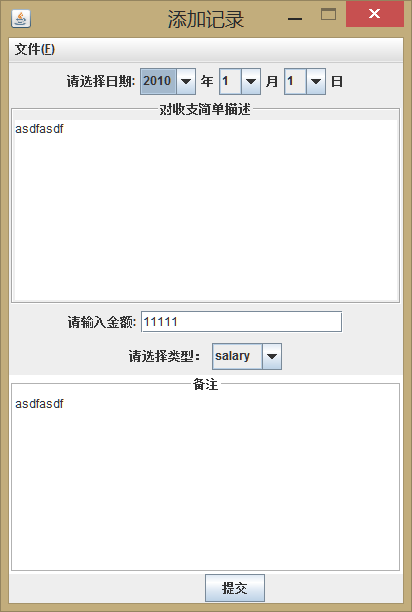 添加记录
文件(F)
请选择日期: 2010 年 1 月 1 日
对收支简单描述
asdfasdf
请输入金额: 11111
请选择类型： salary
备注
asdfasdf
提交